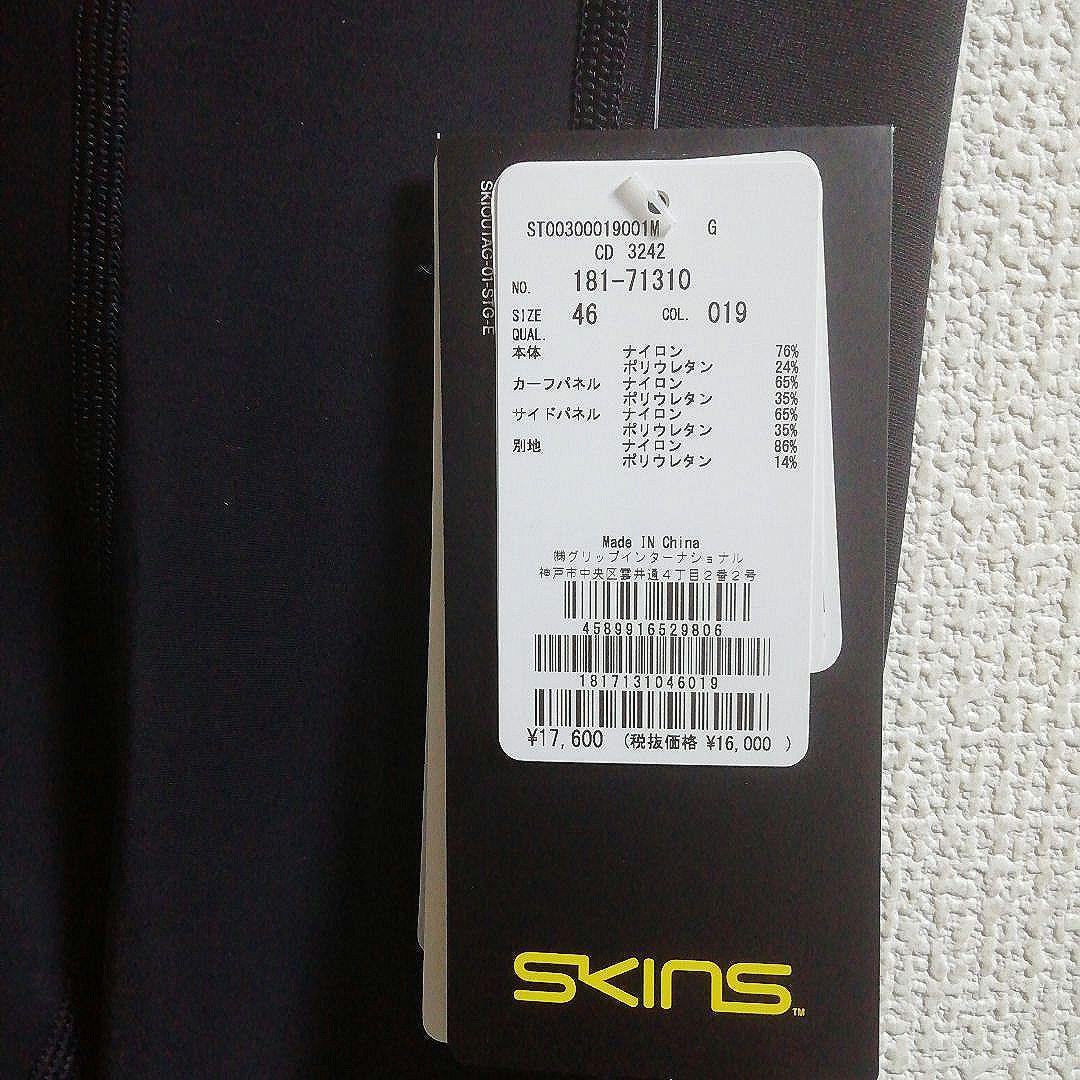 SKI001AG-01-STG-E
ST00300019001M G
CD 3242
NO. 181-71310
SIZE 46 COL. 019
QUAL.
本体 ナイロン 76%
ポリウレタン 24%
カーフパネル ナイロン 65%
ポリウレタン 35%
サイドパネル ナイロン 65%
ポリウレタン 35%
別地 ナイロン 86%
ポリウレタン 14%
Made IN China
㈱グリップインターナショナル
神戸市中央区雲井通4丁目2番2号
4589916529806
1817131046019
¥17,600 (税抜価格 ¥16,000 )
SKINS™